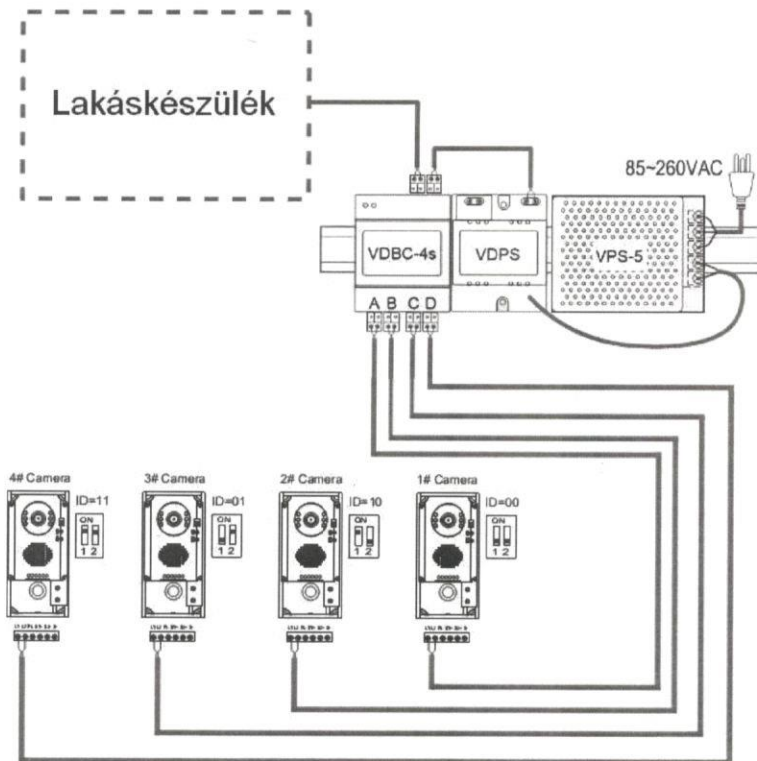 Lakáskészülék
85~260VAC
VDBC-4s
VDPS
VPS-5
A B C D
4# Camera
ID=11
ON
1 2
3# Camera
ID=01
ON
1 2
2# Camera
ID=10
ON
1 2
1# Camera
ID=00
ON
1 2